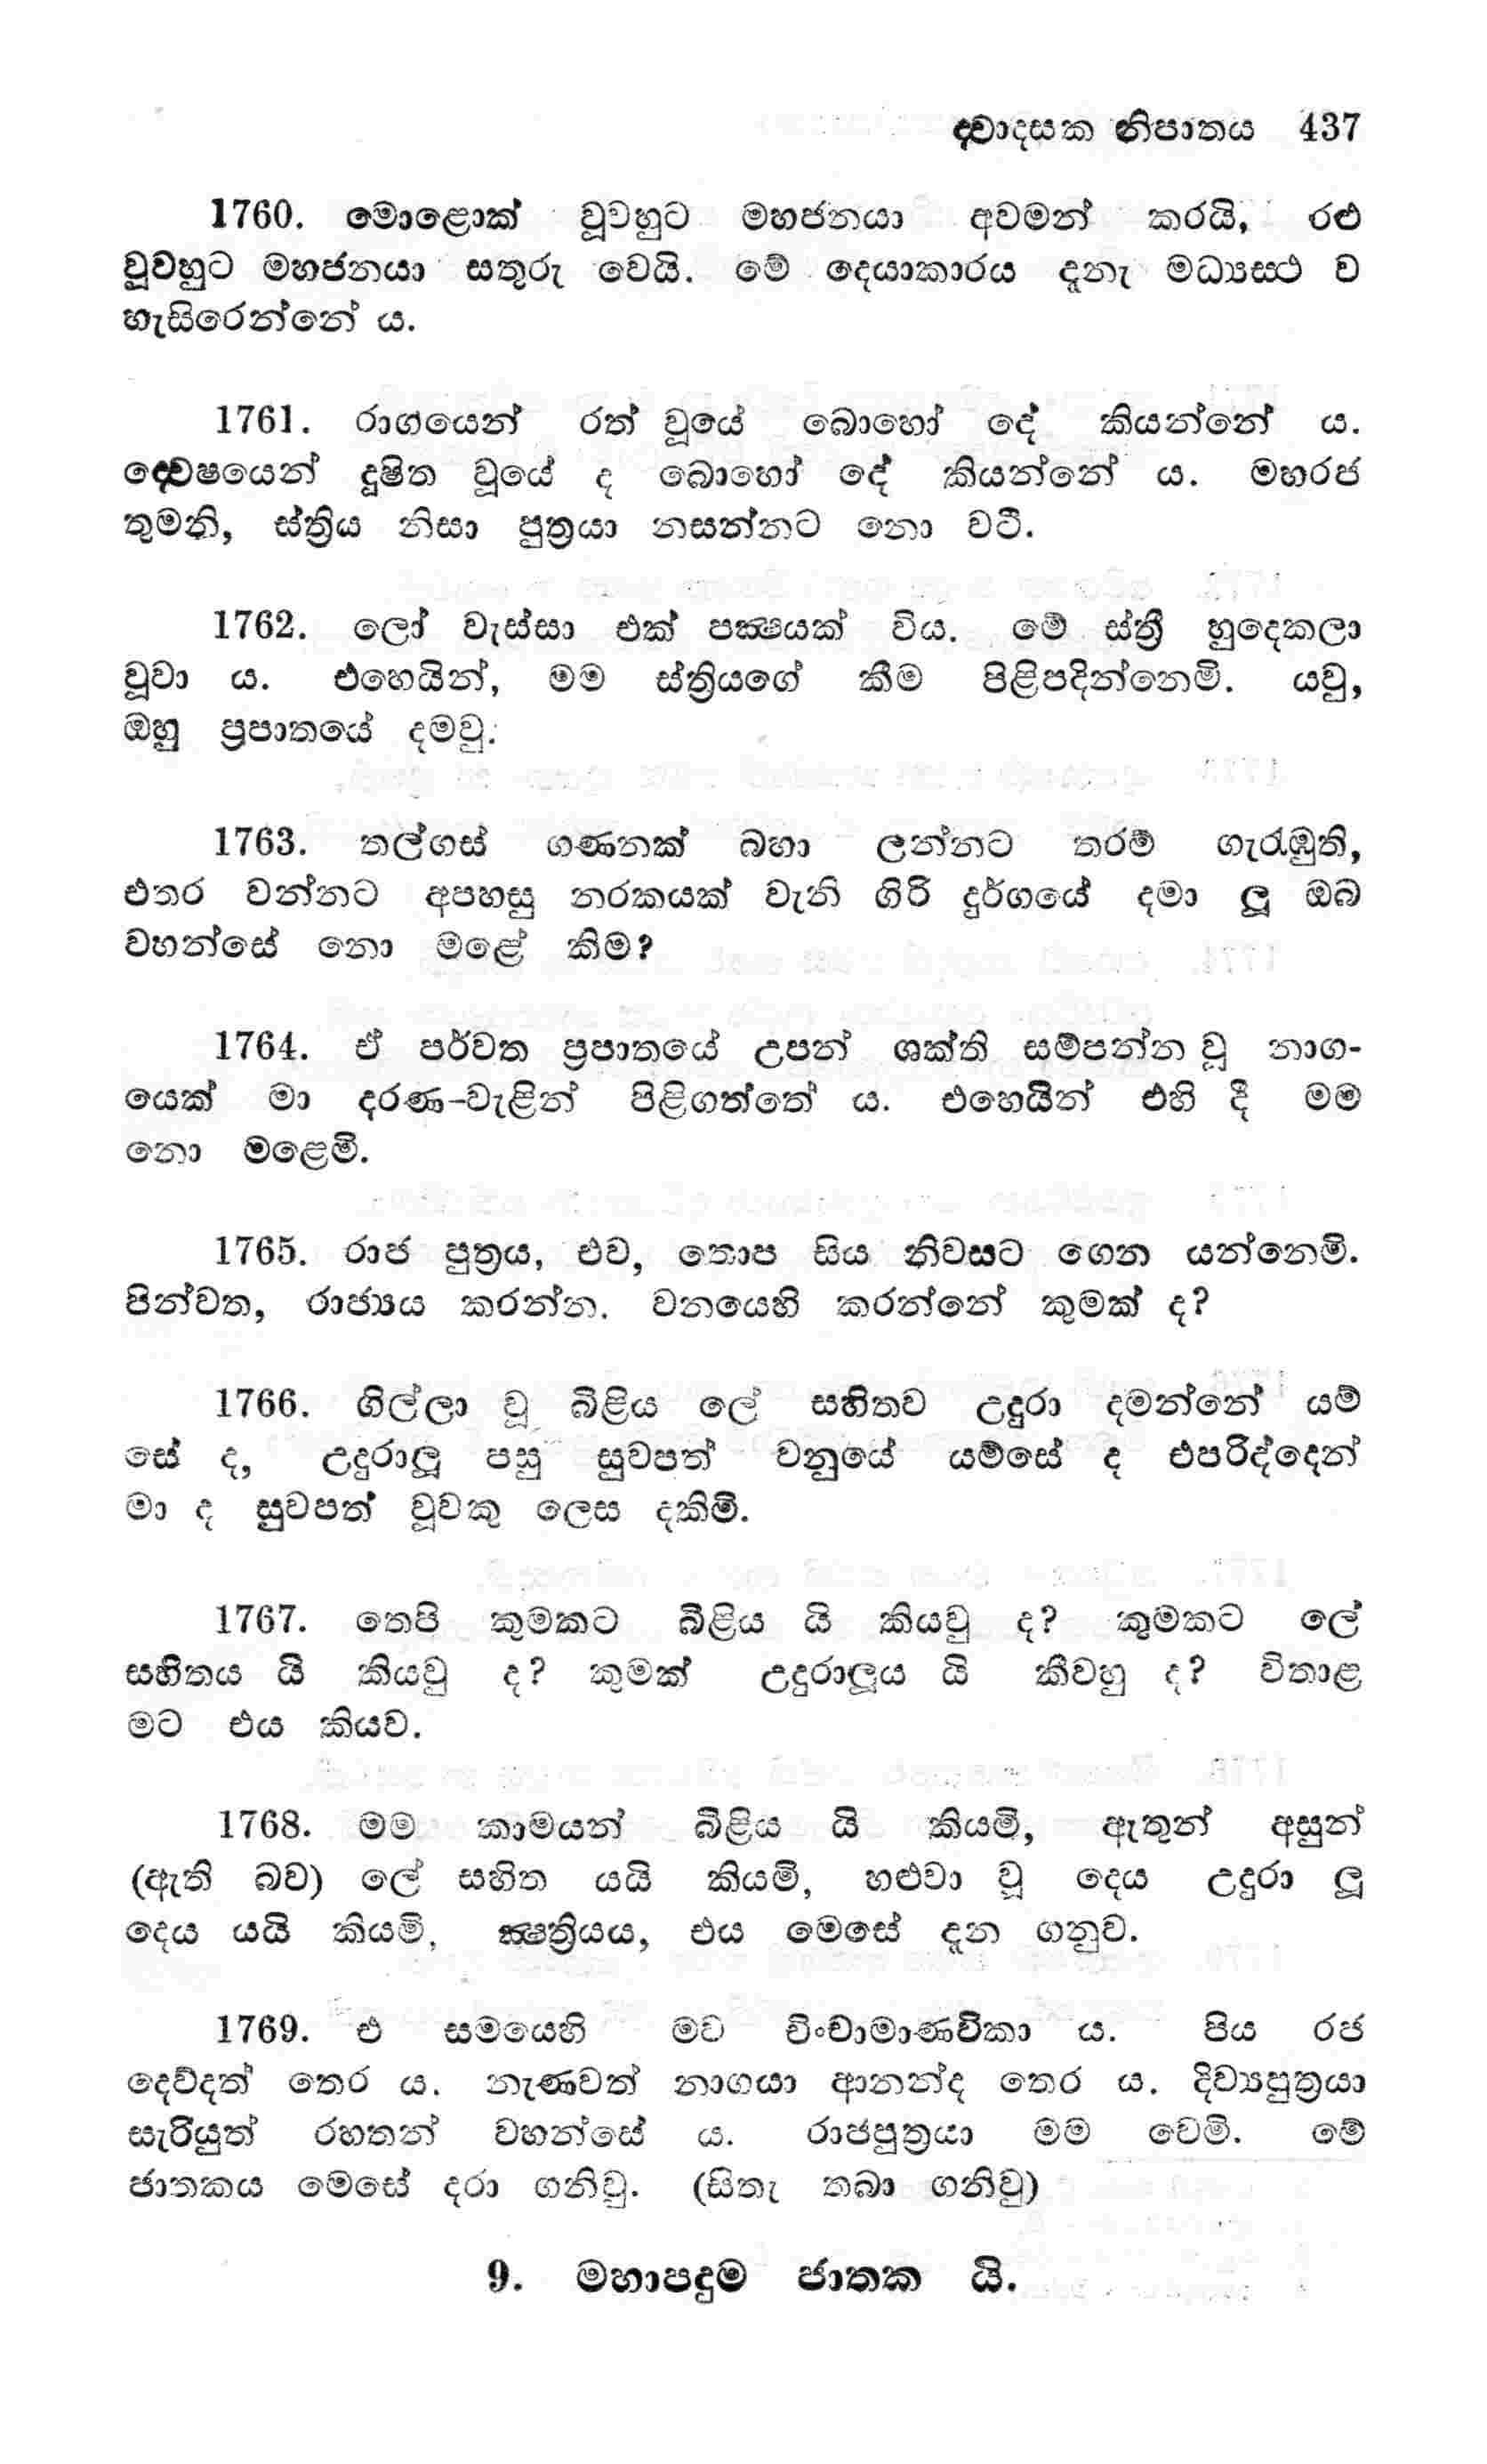 ද්වාදසක නිපාතය 437
1760. මොළොක් වූවහුට මහජනයා අවමන් කරයි, රළු
වූවහුට මහජනයා සතුරු වෙයි. මේ දෙයාකාරය දැනැ මධ්‍යස්ථ ව
හැසිරෙන්නේ ය.
1761. රාගයෙන් රත් වූයේ බොහෝ දේ කියන්නේ ය.
ද්වේෂයෙන් දූෂිත වූයේ ද බොහෝ දේ කියන්නේ ය. මහරජ
තුමනි, ස්ත්‍රිය නිසා පුත්‍රයා නසන්නට නො වටී.
1762. ලෝ වැස්සා එක් පක්‍ෂයක් විය. මේ ස්ත්‍රී හුදෙකලා
වූවා ය. එහෙයින්, මම ස්ත්‍රියගේ කීම පිළිපදින්නෙමි. යවු,
ඔහු ප්‍රපාතයේ දමවු.
1763. තල්ගස් ගණනක් බහා ලන්නට තරම් ගැරැඹුති,
එතර වන්නට අපහසු නරකයක් වැනි ගිරි දුර්ගයේ දමා ලූ ඔබ
වහන්සේ නො මළේ කිම?
1764. ඒ පර්වත ප්‍රපාතයේ උපන් ශක්ති සම්පන්න වූ නාග-
යෙක් මා දරණ-වැළින් පිළිගත්තේ ය. එහෙයින් එහි දී මම
නො මළෙමි.
1765. රාජ පුත්‍රය, එව, තොප සිය නිවසට ගෙන යන්නෙමි.
පින්වත, රාජ්‍යය කරන්න. වනයෙහි කරන්නේ කුමක් ද?
1766. ගිල්ලා වූ බිළිය ලේ සහිතව උදුරා දමන්නේ යම්
සේ ද, උදුරාලූ පසු සුවපත් වනුයේ යම්සේ ද එපරිද්දෙන්
මා ද සුවපත් වූවකු ලෙස දකිමි.
1767. තෙපි කුමකට බිළිය යි කියවු ද? කුමකට ලේ
සහිතය යි කියවු ද? කුමක් උදුරාලූය යි කීවහු ද? විතාළ
මට එය කියව.
1768. මම කාමයන් බිළිය යි කියමි, ඇතුන් අසුන්
(ඇති බව) ලේ සහිත යයි කියමි, හළුවා වූ දෙය උදුරා ලූ
දෙය යයි කියමි, ක්‍ෂත්‍රියය, එය මෙසේ දැන ගනුව.
1769. එ සමයෙහි මව චිංචාමාණවිකා ය. පිය රජ
දෙව්දත් තෙර ය. නැණවත් නාගයා ආනන්ද තෙර ය. දිව්‍යපුත්‍රයා
සැරියුත් රහතන් වහන්සේ ය. රාජපුත්‍රයා මම වෙමි. මේ
ජාතකය මෙසේ දරා ගනිවු. (සිතැ තබා ගනිවු)
9. මහාපදුම ජාතක යි.